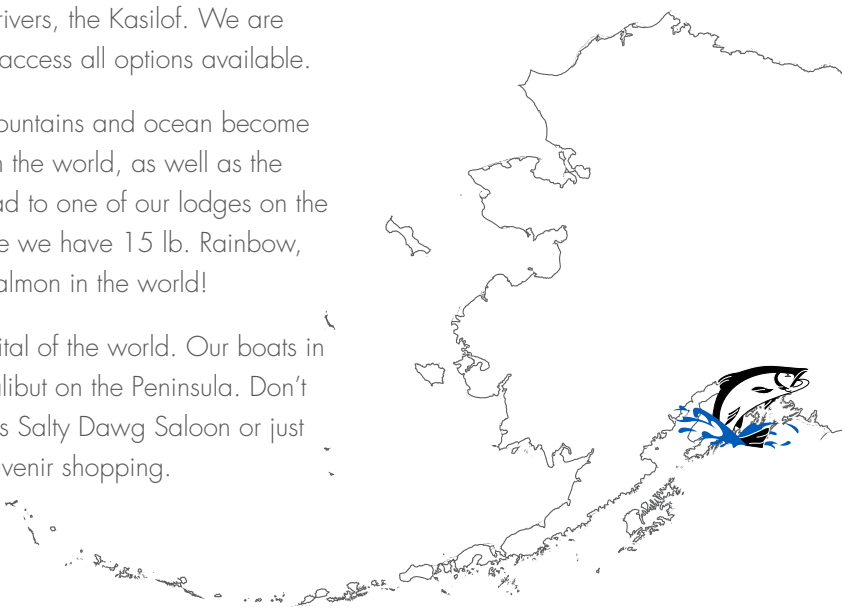 rivers, the Kasilof. We are
access all options available.
ountains and ocean become
the world, as well as the
ad to one of our lodges on the
e we have 15 lb. Rainbow,
almon in the world!
ital of the world. Our boats in
alibut on the Peninsula. Don't
s Salty Dawg Saloon or just
venir shopping.